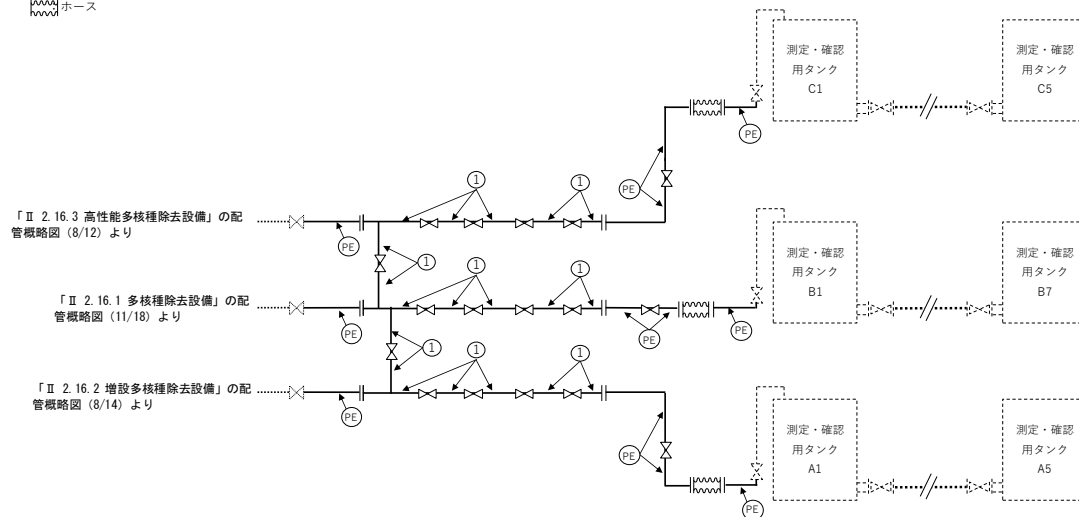 ホース
測定・確認
用タンク
C1
測定・確認
用タンク
C5
PE
1
1
PE
「Ⅱ 2.16.3 高性能多核種除去設備」の配
管概略図（8/12）より
PE
1
測定・確認
用タンク
B1
測定・確認
用タンク
B7
1
1
「Ⅱ 2.16.1 多核種除去設備」の配
管概略図（11/18）より
PE
PE
PE
1
1
1
「Ⅱ 2.16.2 増設多核種除去設備」の配
管概略図（8/14）より
PE
測定・確認
用タンク
A1
測定・確認
用タンク
A5
PE
PE